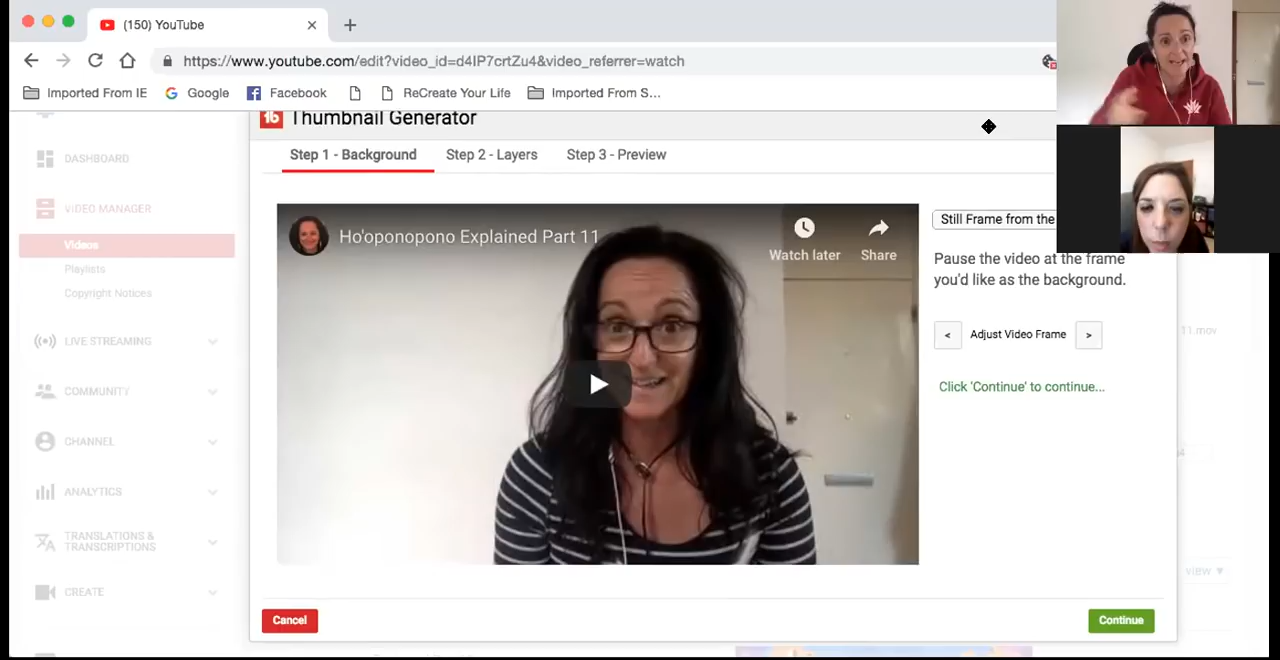 (150) YouTube
https://www.youtube.com/edit?video_id=d4lP7crtZu4&video_referrer=watch
Imported From IE
Google
Facebook
ReCreate Your Life
Imported From S...
Thumbnail Generator
Step 1 - Background
Step 2 - Layers
Step 3 - Preview
DASHBOARD
VIDEO MANAGER
Videos
Playlists
Copyright Notices
LIVE STREAMING
COMMUNITY
CHANNEL
ANALYTICS
TRANSLATIONS &
TRANSCRIPTIONS
CREATE
Ho'oponopono Explained Part 11
Watch later
Share
Still Frame from the
Pause the video at the frame
you'd like as the background.
<
Adjust Video Frame
>
Click 'Continue' to continue...
11.mov
view
Cancel
Continue